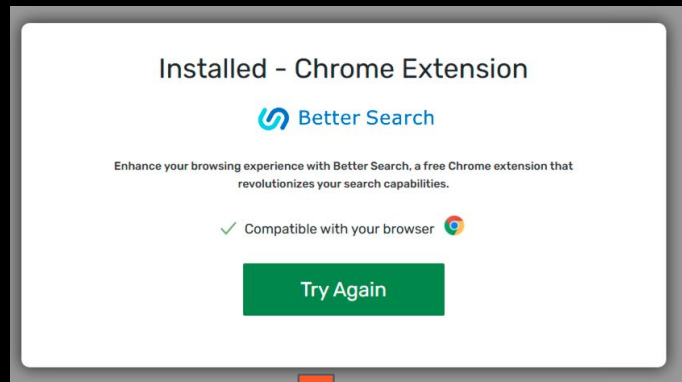 Installed - Chrome Extension
Better Search
Enhance your browsing experience with Better Search, a free Chrome extension that
revolutionizes your search capabilities.
Compatible with your browser
Try Again